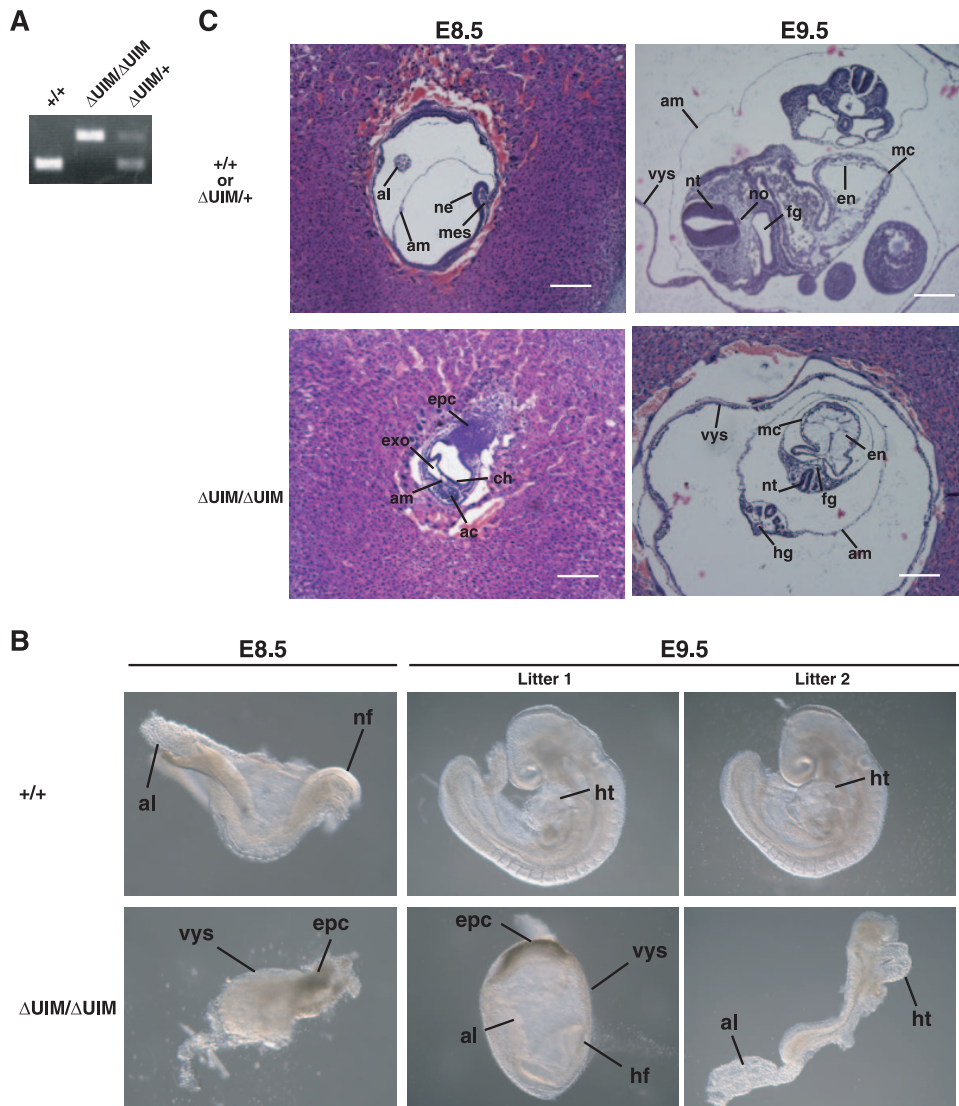 A
+/+
ΔUIM/ΔUIM
ΔUIM/+
C
E8.5
E9.5
+/+
or
ΔUIM/+
al
am
ne
mes
am
vys
nt
no
fg
en
mc
ΔUIM/ΔUIM
epc
exo
am
ch
ac
vys
mc
en
nt
fg
hg
am
B
E8.5
E9.5
Litter 1
Litter 2
+/+
al
nf
ht
ht
ΔUIM/ΔUIM
vys
epc
epc
vys
al
hf
al
ht